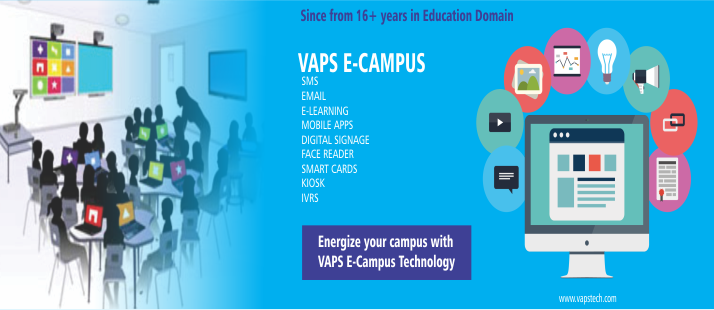 Since from 16+ years in Education Domain
VAPS E-CAMPUS
SMS
EMAIL
E-LEARNING
MOBILE APPS
DIGITAL SIGNAGE
FACE READER
SMART CARDS
KIOSK
IVRS
Energize your campus with
VAPS E-Campus Technology
www.vapstech.com